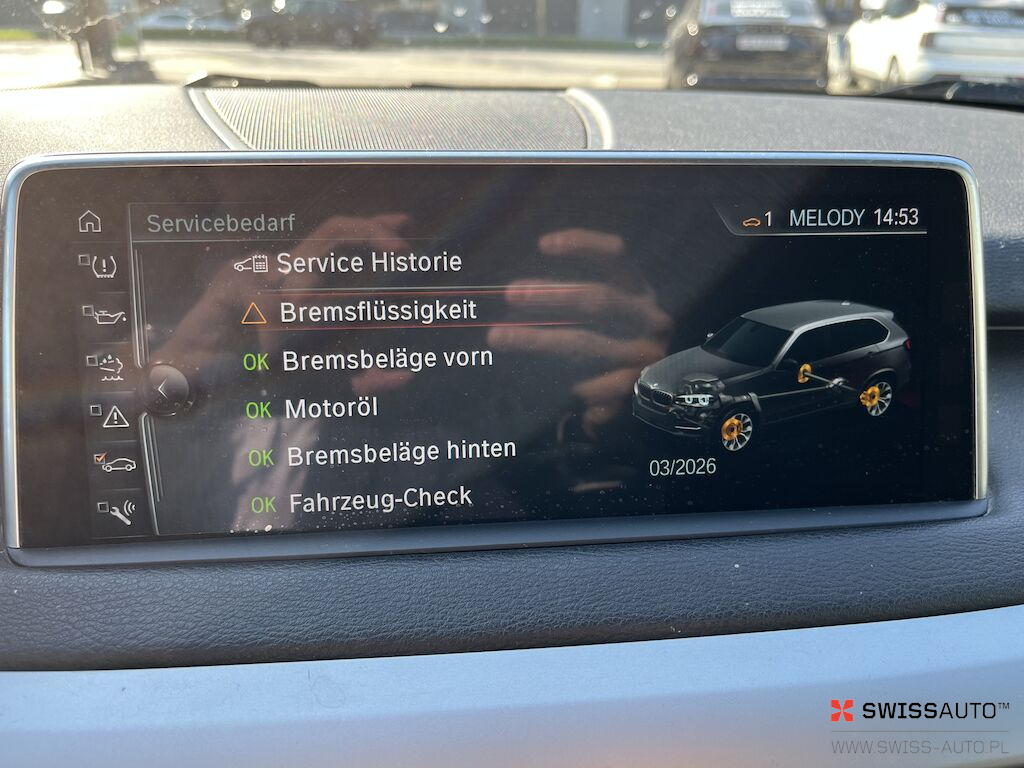 Servicebedarf
1 MELODY 14:53
Service Historie
Bremsflüssigkeit
OK Bremsbeläge vorn
OK Motoröl
OK Bremsbeläge hinten
OK Fahrzeug-Check
03/2026
SWISSAUTO™
WWW.SWISS-AUTO.PL